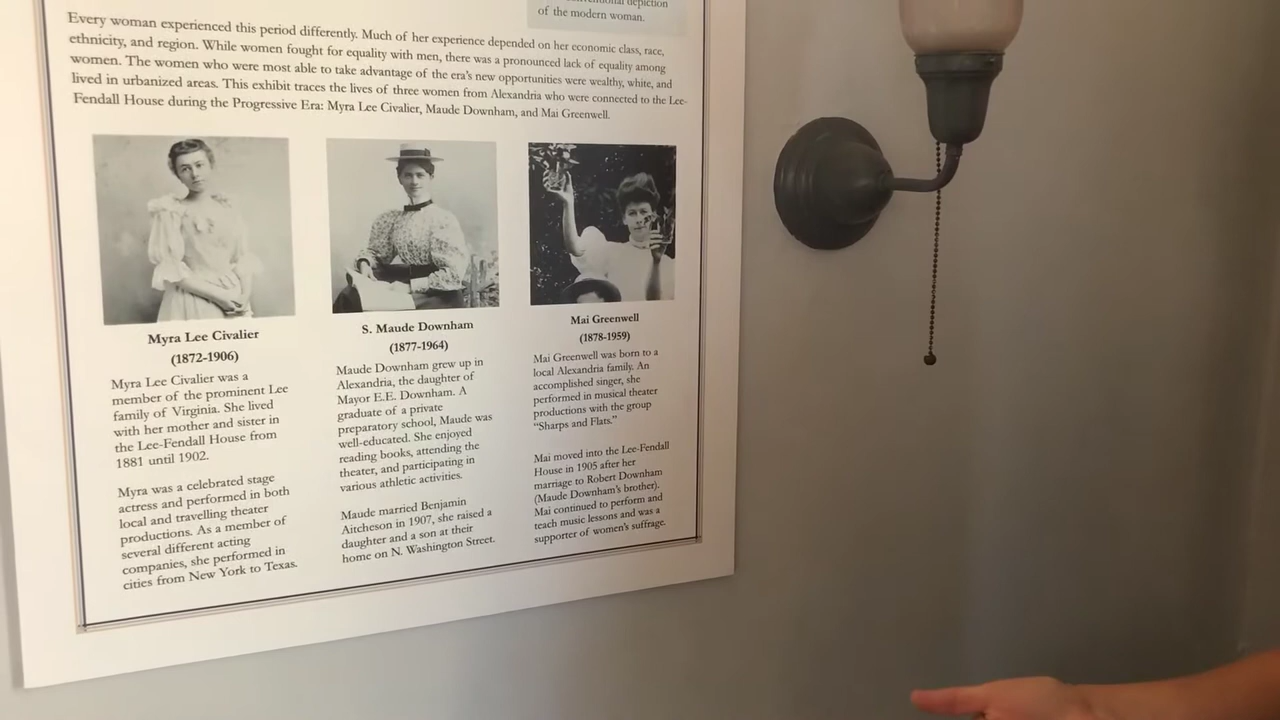 depiction
of the modern woman.
Every woman experienced this period differently. Much of her experience depended on her economic class, race,
ethnicity, and region. While women fought for equality with men, there was a pronounced lack of equality among
women. The women who were most able to take advantage of the era's new opportunities were wealthy, white, and
lived in urbanized areas. This exhibit traces the lives of three women from Alexandria who were connected to the Lee-
Fendall House during the Progressive Era: Myra Lee Civalier, Maude Downham, and Mai Greenwell.
Myra Lee Civalier
(1872-1906)
Myra Lee Civalier was a
member of the prominent Lee
family of Virginia. She lived
with her mother and sister in
the Lee-Fendall House from
1881 until 1902.
Myra was a celebrated stage
actress and performed in both
local and travelling theater
productions. As a member of
several different acting
companies, she performed in
cities from New York to Texas.
S. Maude Downham
(1877-1964)
Maude Downham grew up in
Alexandria, the daughter of
Mayor E.E. Downham. A
graduate of a private
preparatory school, Maude was
well-educated. She enjoyed
reading books, attending the
theater, and participating in
various athletic activities.
Maude married Benjamin
Aitcheson in 1907, she raised a
daughter and a son at their
home on N. Washington Street.
Mai Greenwell
(1878-1959)
Mai Greenwell was born to a
local Alexandria family. An
accomplished singer, she
performed in musical theater
productions with the group
“Sharps and Flats.”
Mai moved into the Lee-Fendall
House in 1905 after her
marriage to Robert Downham
(Maude Downham's brother).
Mai continued to perform and
teach music lessons and was a
supporter of women's suffrage.